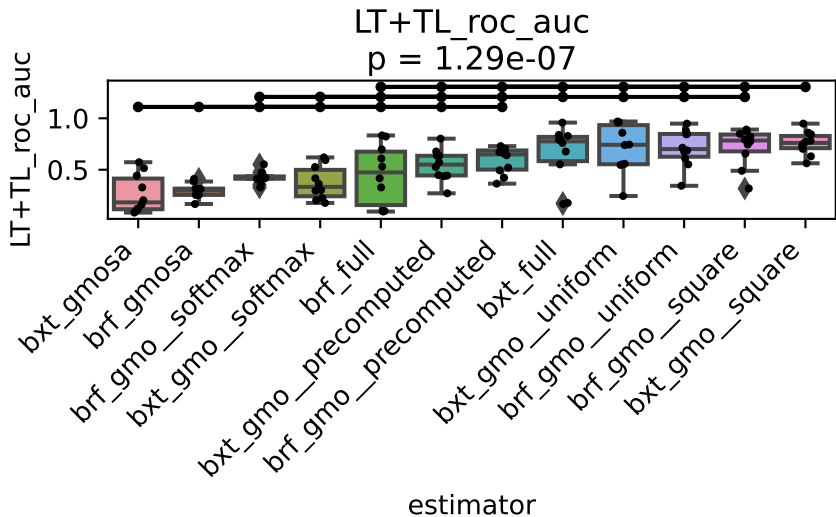 LT+TL_roc_auc
p = 1.29e-07
LT+TL_roc_auc
1.0
0.5
bxt_gmosa
brf_gmosa
brf_gmo__softmax
bxt_gmo__softmax
brf_full
bxt_gmo__precomputed
brf_gmo__precomputed
bxt_full
bxt_gmo__uniform
brf_gmo__uniform
brf_gmo__square
bxt_gmo__square
estimator